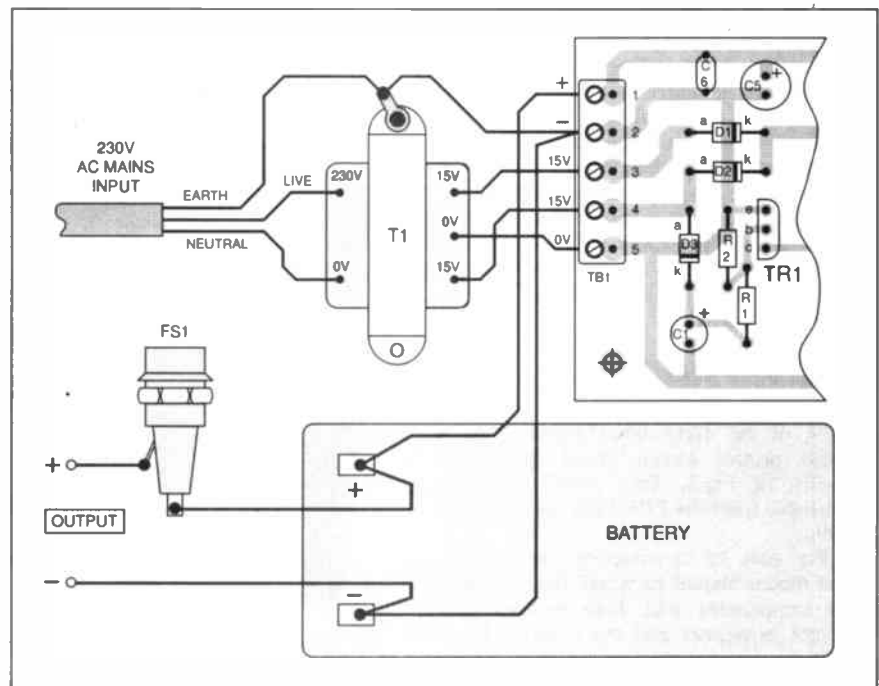 230V
AC MAINS
INPUT
EARTH
LIVE
NEUTRAL
230V
0V
T1
15V
0V
15V
+
−
15V
15V
0V
TB1
1
2
3
4
5
C
6
+
C5
a
D1
k
a
D2
k
a
D3
k
R
2
e
b
c
TR1
R
1
+
C1
FS1
+
OUTPUT
−
+
−
BATTERY